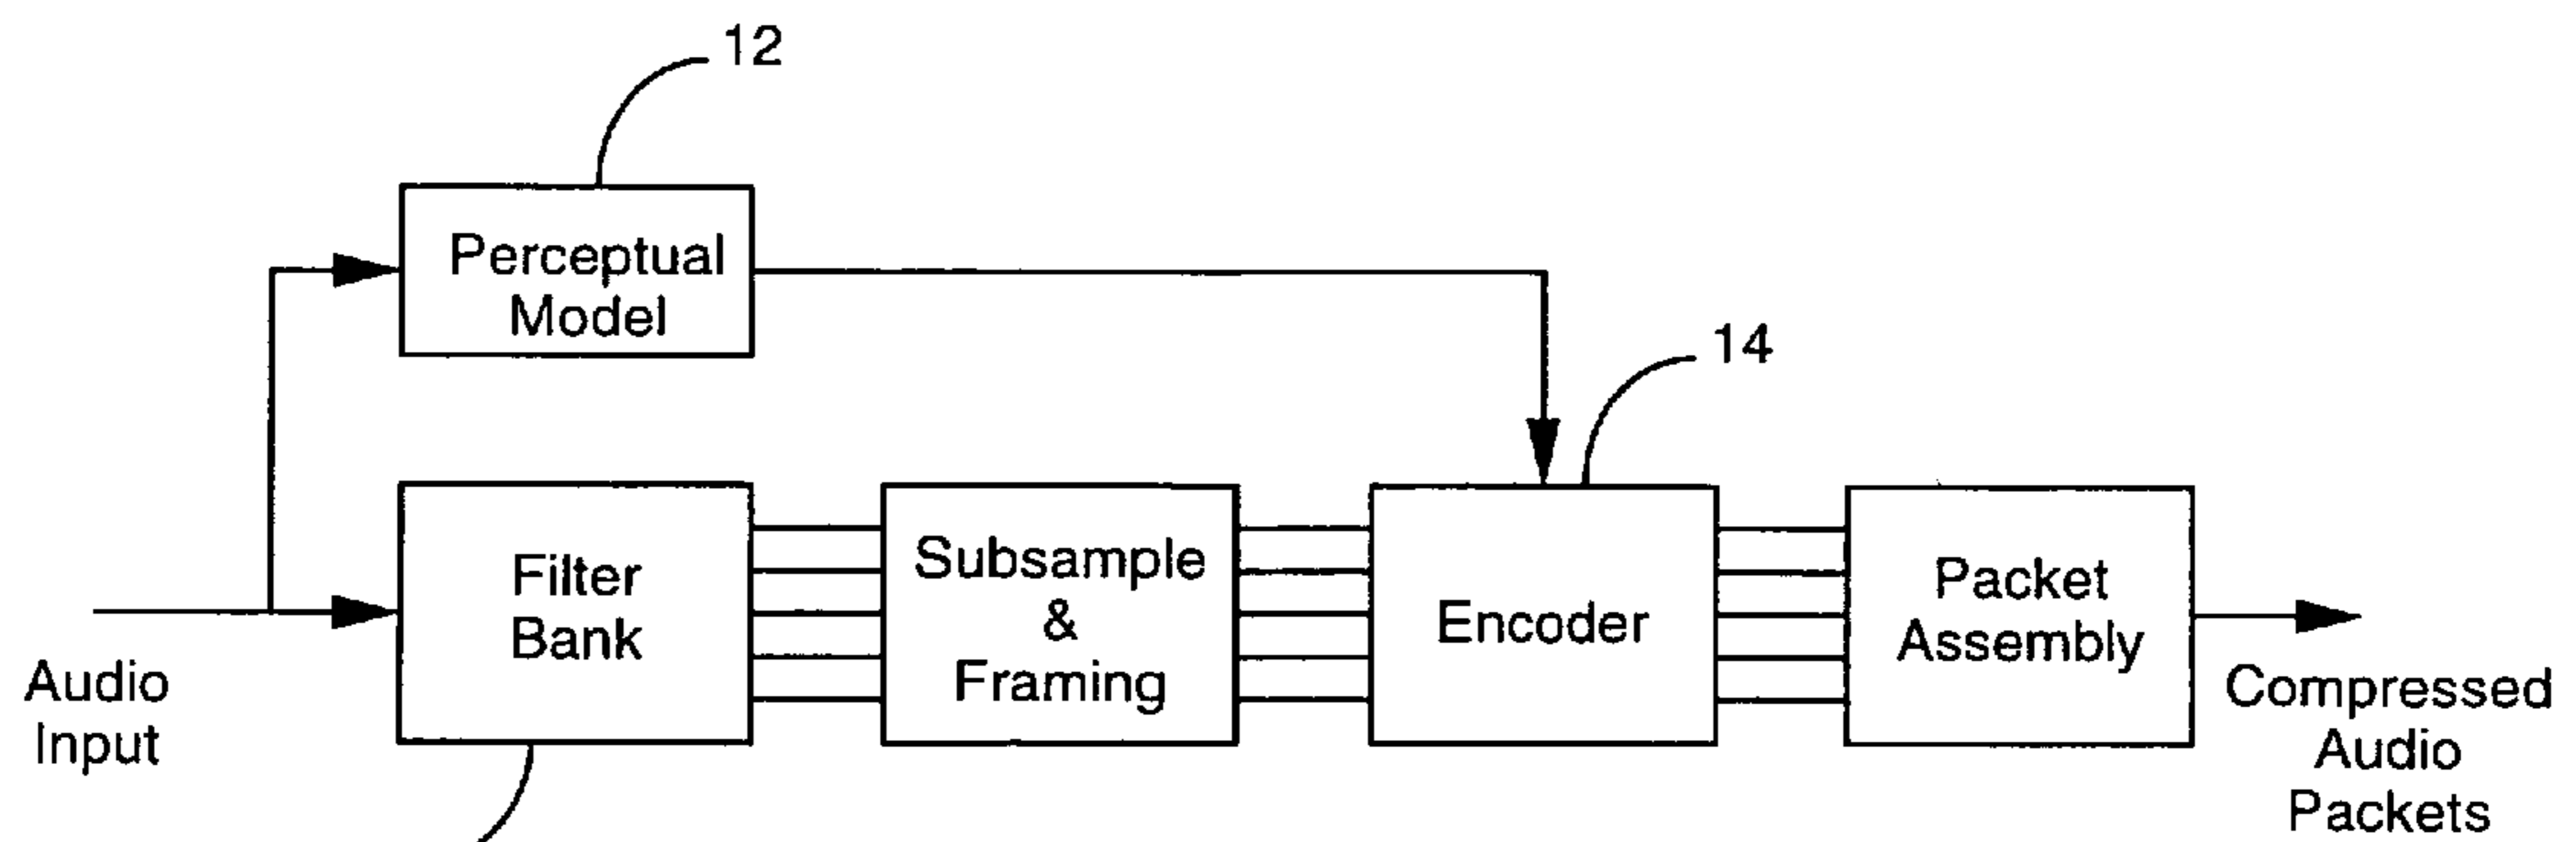 12
Perceptual
Model
14
Filter
Bank
Subsample
&
Framing
Encoder
Packet
Assembly
Audio
Input
Compressed
Audio
Packets